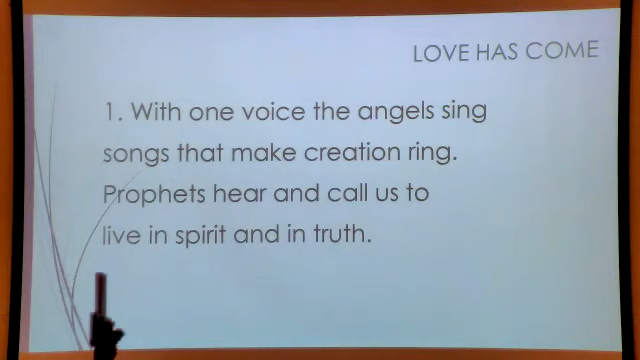 LOVE HAS COME
1. With one voice the angels sing
songs that make creation ring.
Prophets hear and call us to
live in spirit and in truth.